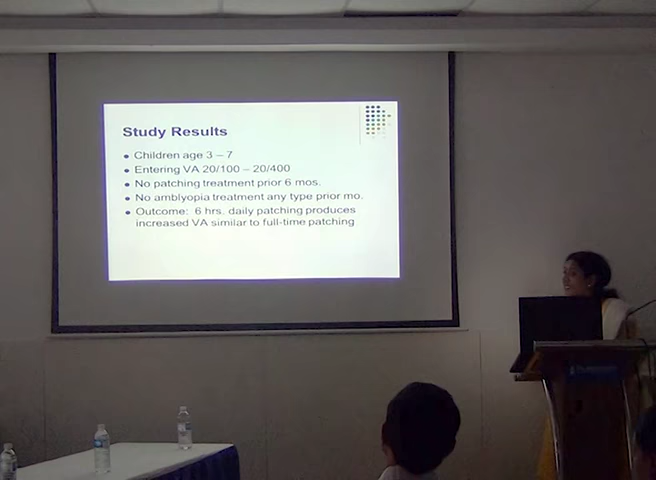 Study Results
• Children age 3 – 7
• Entering VA 20/100 – 20/400
• No patching treatment prior 6 mos.
• No amblyopia treatment any type prior mo.
• Outcome: 6 hrs. daily patching produces
increased VA similar to full-time patching